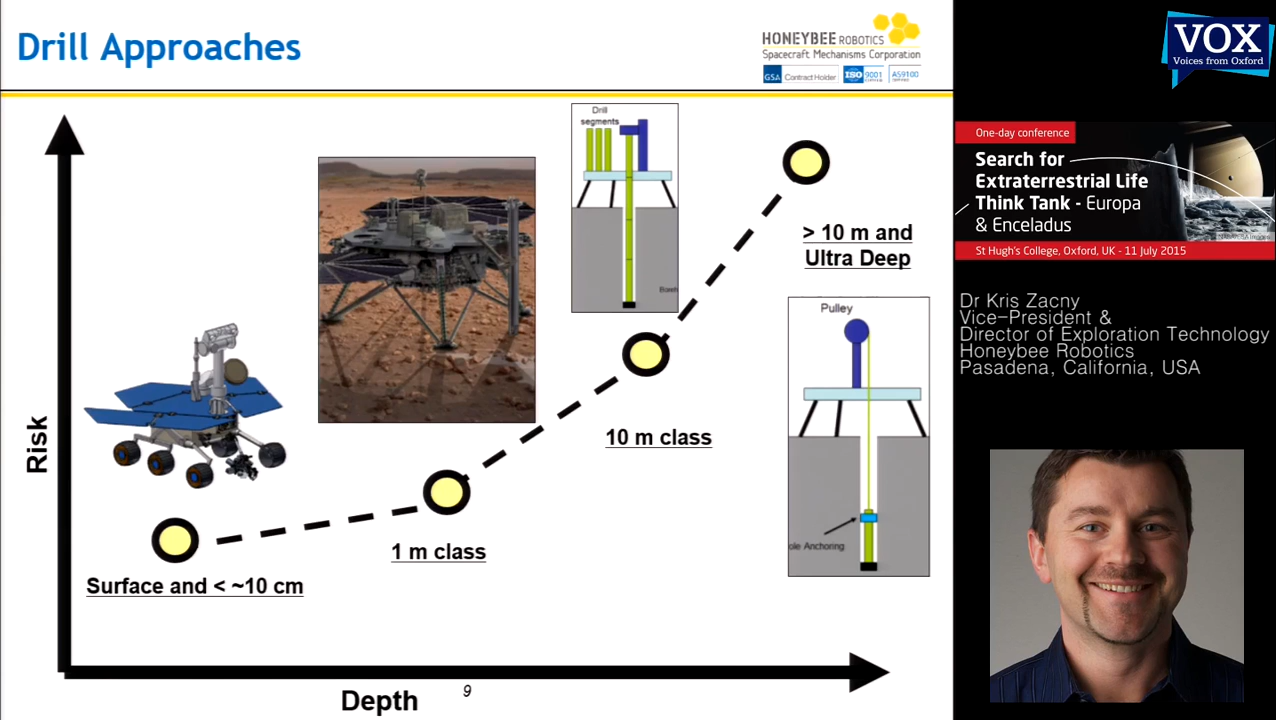 Drill Approaches
HONEYBEE ROBOTICS
Spacecraft Mechanisms Corporation
GSA Contract Holder
ISO 9001
AS9100
Risk
Depth
9
Surface and < ~10 cm
1 m class
10 m class
> 10 m and
Ultra Deep
Drill
segments
Pulley
ole Anchoring
VOX
Voices from Oxford
One-day conference
Search for
Extraterrestrial Life
Think Tank - Europa
& Enceladus
St Hugh's College, Oxford, UK - 11 July 2015
Dr Kris Zacny
Vice-President &
Director of Exploration Technology
Honeybee Robotics
Pasadena, California, USA